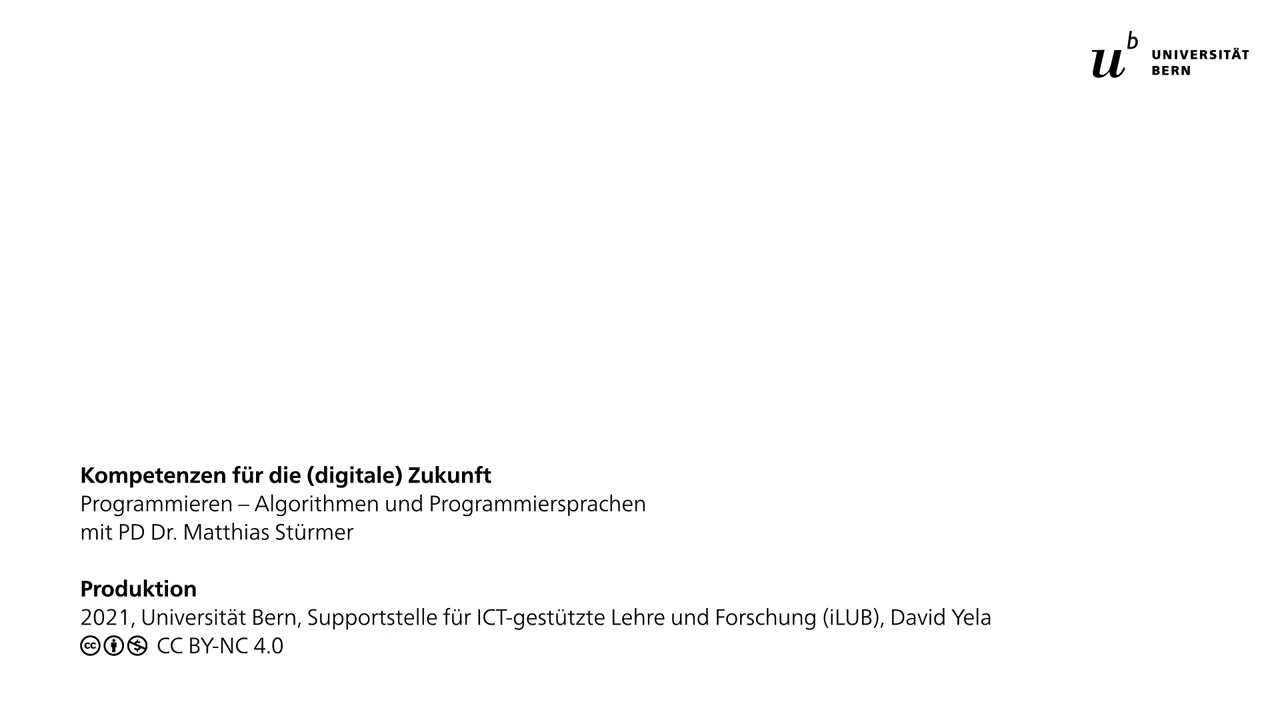 u^b
UNIVERSITÄT
BERN
Kompetenzen für die (digitale) Zukunft
Programmieren – Algorithmen und Programmiersprachen
mit PD Dr. Matthias Stürmer
Produktion
2021, Universität Bern, Supportstelle für ICT-gestützte Lehre und Forschung (iLUB), David Yela
CC BY-NC 4.0